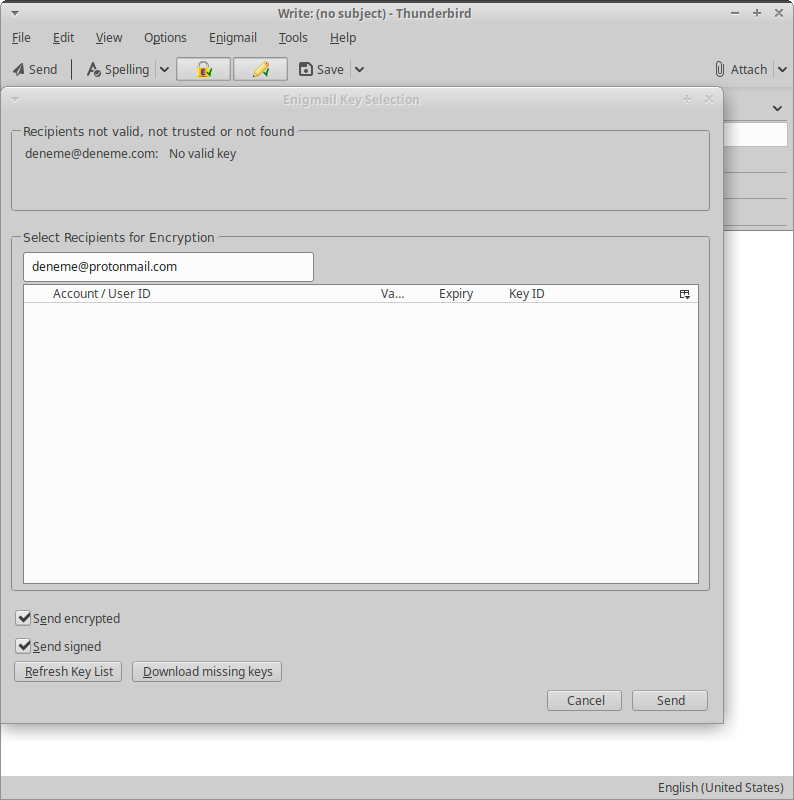 Write: (no subject) - Thunderbird
File Edit View Options Enigmail Tools Help
Send Spelling Save Attach
Enigmail Key Selection
Recipients not valid, not trusted or not found
deneme@deneme.com: No valid key
Select Recipients for Encryption
deneme@protonmail.com
Account / User ID Va... Expiry Key ID
Send encrypted
Send signed
Refresh Key List Download missing keys
Cancel Send
English (United States)